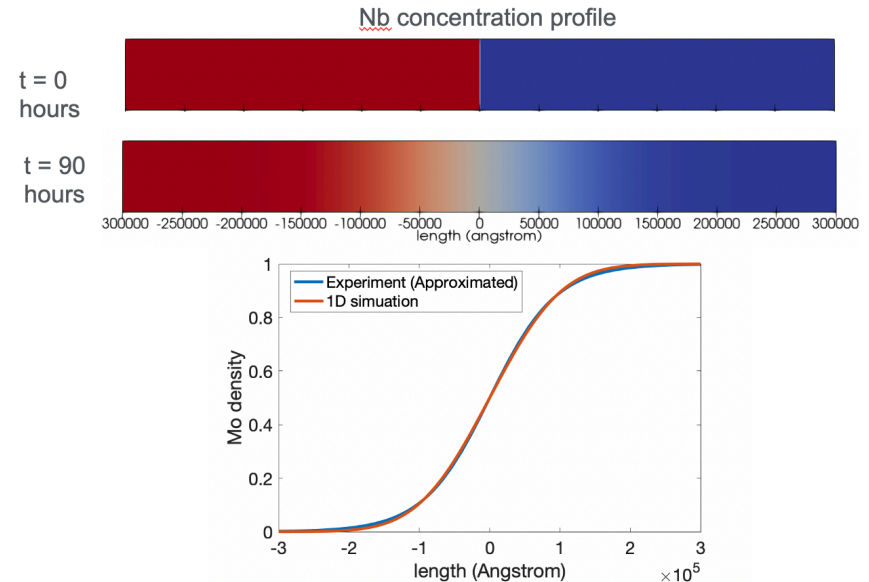 Nb concentration profile
t = 0
hours
t = 90
hours
300000 -250000 -200000 -150000 -100000 -50000 0 50000 100000 150000 200000 250000 300000
length (angstrom)
Experiment (Approximated)
1D simuation
Mo density
1
0.8
0.6
0.4
0.2
0
-3 -2 -1 0 1 2 3
length (Angstrom)
×10^5